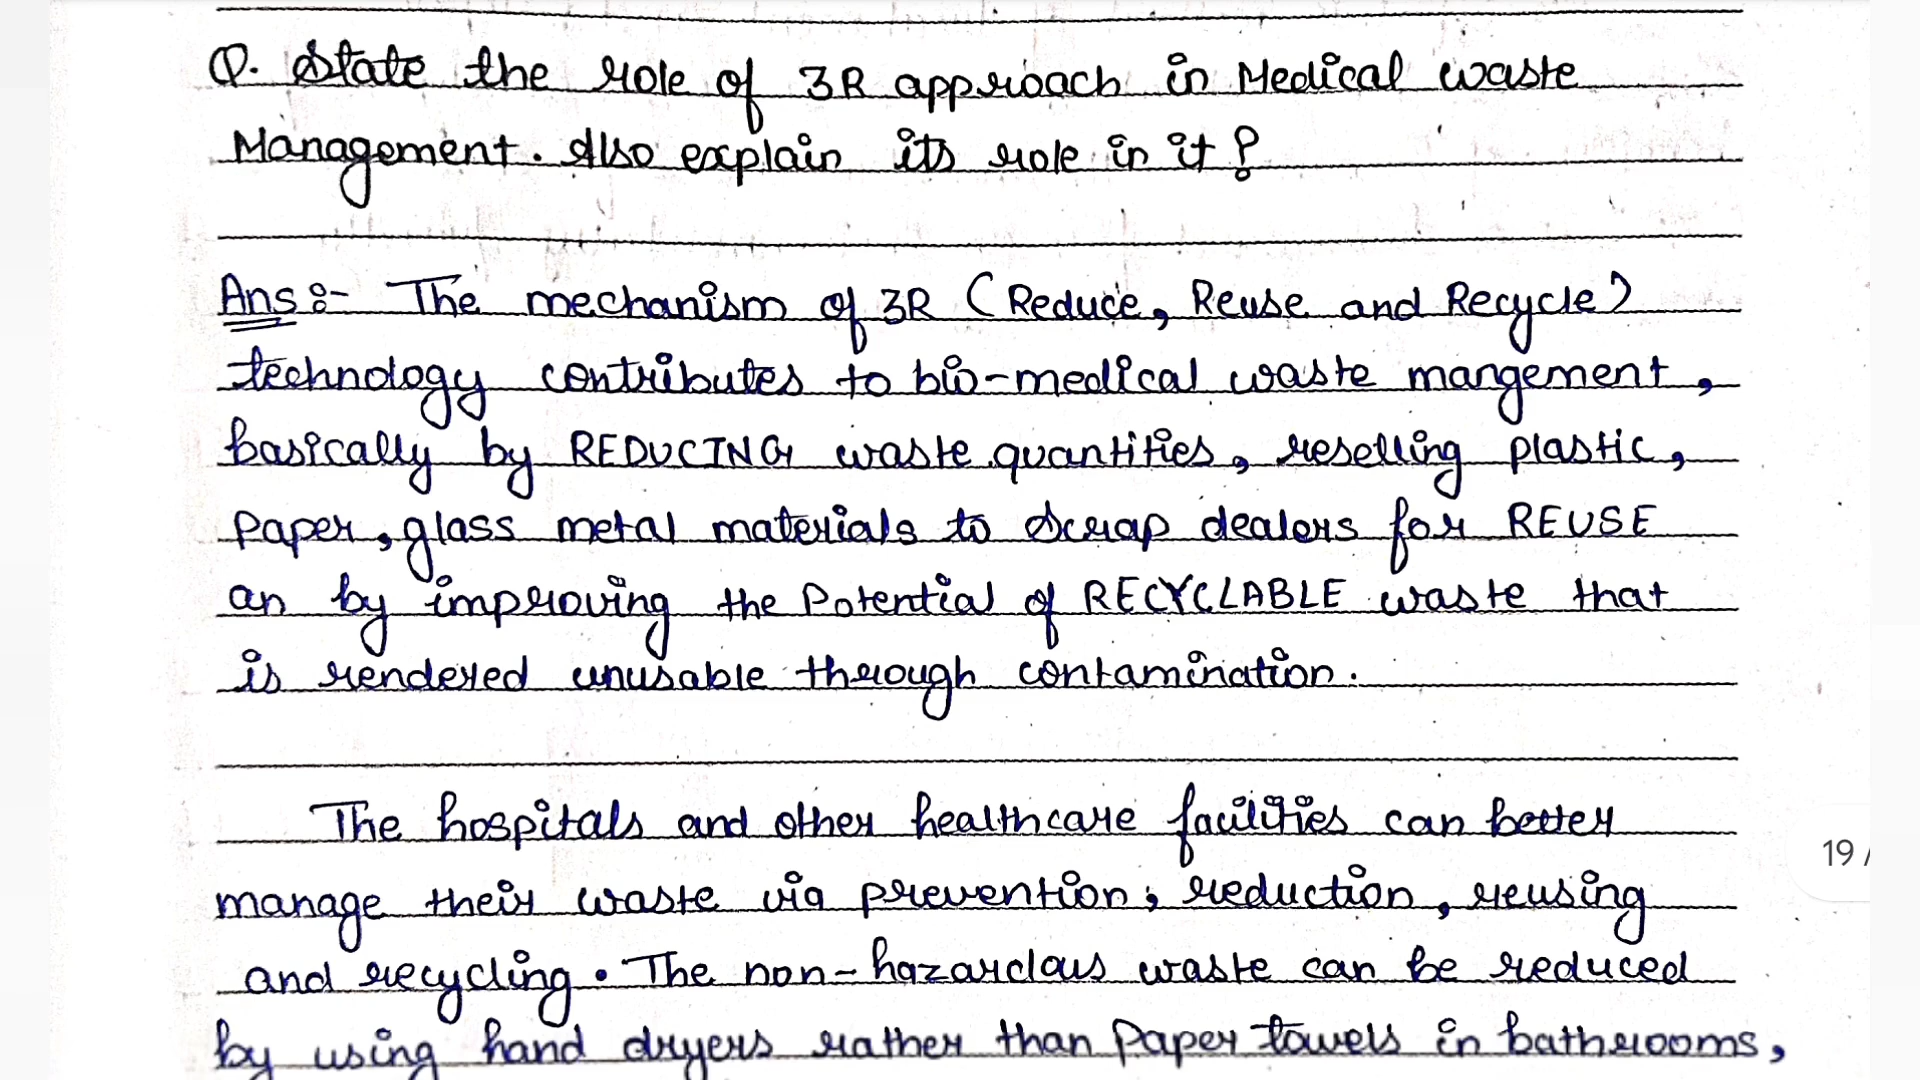 Q. State the role of 3R approach in Medical waste
Management. Also explain its role in it?
Ans:- The mechanism of 3R (Reduce, Reuse and Recycle)
technology contributes to bio-medical waste mangement,
basically by REDUCING waste quantities, reselling plastic,
paper, glass metal materials to scrap dealers for REUSE
an by improving the Potential of RECYCLABLE waste that
is rendered unusable through contamination.
The hospitals and other healthcare facilities can better
manage their waste via prevention, reduction, reusing
and recycling. The non-hazardous waste can be reduced
by using hand dryers rather than Paper towels in bathrooms,
19 /